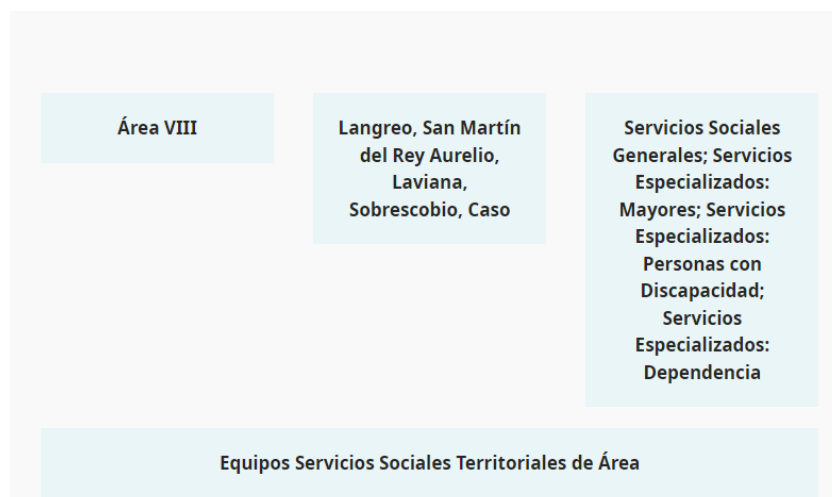 Área VIII
Langreo, San Martín
del Rey Aurelio,
Laviana,
Sobrescobio, Caso
Servicios Sociales
Generales; Servicios
Especializados:
Mayores; Servicios
Especializados:
Personas con
Discapacidad;
Servicios
Especializados:
Dependencia
Equipos Servicios Sociales Territoriales de Área